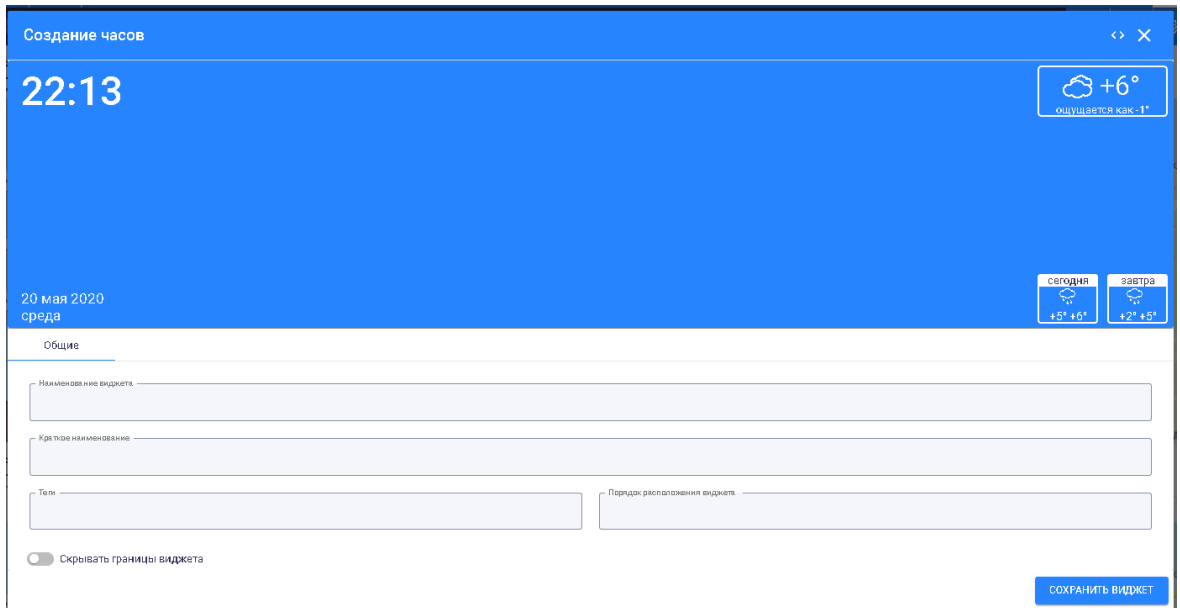 Создание часов
22:13
+6°
ощущается как -1°
20 мая 2020
среда
сегодня
+5° +6°
завтра
+2° +5°
Общие
Наименование виджета
Краткое наименование
Теги
Порядок расположения виджета
Скрывать границы виджета
СОХРАНИТЬ ВИДЖЕТ